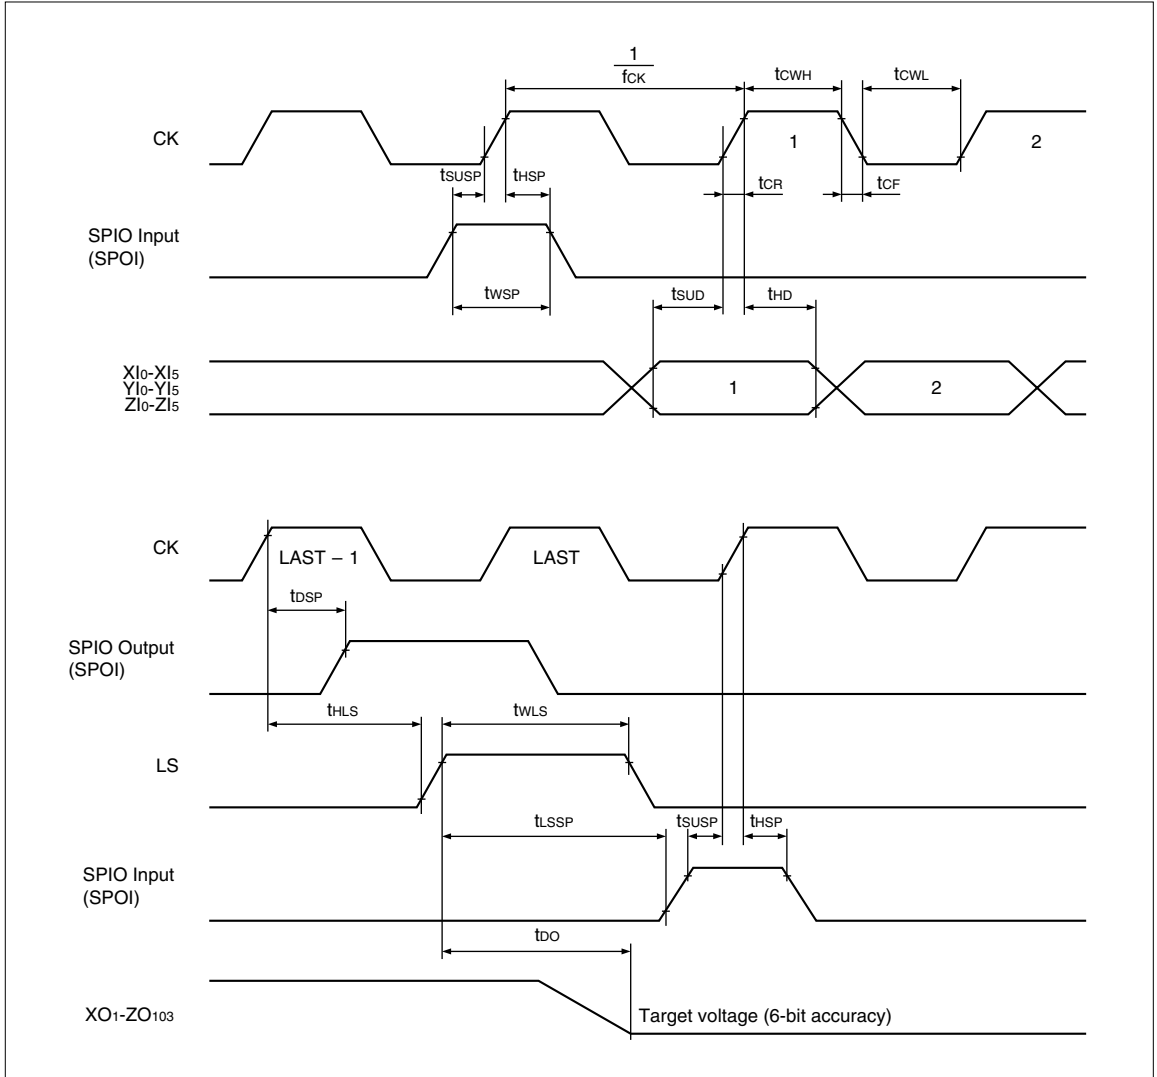 1
fCK
tCWH
tCWL
CK
1
2
tSUSP
tHSP
tCR
tCF
SPIO Input
(SPOI)
tWSP
tSUD
tHD
XI0-XI5
YI0-YI5
ZI0-ZI5
1
2
CK
LAST – 1
LAST
tDSP
SPIO Output
(SPOI)
tHLS
tWLS
LS
tLSSP
tSUSP
tHSP
SPIO Input
(SPOI)
tDO
XO1-ZO103
Target voltage (6-bit accuracy)